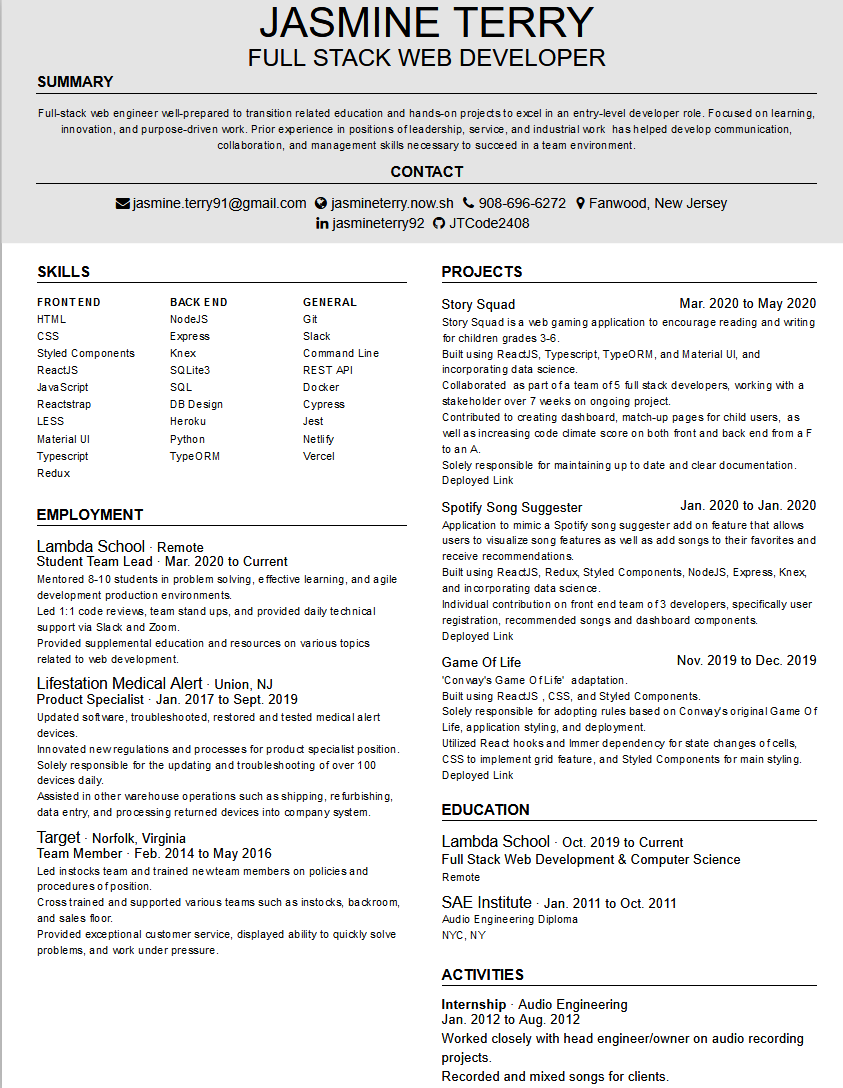 JASMINE TERRY
FULL STACK WEB DEVELOPER
SUMMARY
Full-stack web engineer well-prepared to transition related education and hands-on projects to excel in an entry-level developer role. Focused on learning,
innovation, and purpose-driven work. Prior experience in positions of leadership, service, and industrial work has helped develop communication,
collaboration, and management skills necessary to succeed in a team environment.
CONTACT
jasmine.terry91@gmail.com jasmineterry.now.sh 908-696-6272 Fanwood, New Jersey
jasmineterry92 JTCode2408
SKILLS
FRONT END
HTML
CSS
Styled Components
ReactJS
JavaScript
Reactstrap
LESS
Material UI
Typescript
Redux
BACK END
NodeJS
Express
Knex
SQLite3
SQL
DB Design
Heroku
Python
TypeORM
GENERAL
Git
Slack
Command Line
REST API
Docker
Cypress
Jest
Netlify
Vercel
EMPLOYMENT
Lambda School · Remote
Student Team Lead · Mar. 2020 to Current
Mentored 8-10 students in problem solving, effective learning, and agile
development production environments.
Led 1:1 code reviews, team stand ups, and provided daily technical
support via Slack and Zoom.
Provided supplemental education and resources on various topics
related to web development.
Lifestation Medical Alert · Union, NJ
Product Specialist · Jan. 2017 to Sept. 2019
Updated software, troubleshooted, restored and tested medical alert
devices.
Innovated new regulations and processes for product specialist position.
Solely responsible for the updating and troubleshooting of over 100
devices daily.
Assisted in other warehouse operations such as shipping, refurbishing,
data entry, and processing returned devices into company system.
Target · Norfolk, Virginia
Team Member · Feb. 2014 to May 2016
Led instocks team and trained new team members on policies and
procedures of position.
Cross trained and supported various teams such as instocks, backroom,
and sales floor.
Provided exceptional customer service, displayed ability to quickly solve
problems, and work under pressure.
PROJECTS
Story Squad Mar. 2020 to May 2020
Story Squad is a web gaming application to encourage reading and writing
for children grades 3-6.
Built using ReactJS, Typescript, TypeORM, and Material UI, and
incorporating data science.
Collaborated as part of a team of 5 full stack developers, working with a
stakeholder over 7 weeks on ongoing project.
Contributed to creating dashboard, match-up pages for child users, as
well as increasing code climate score on both front and back end from a F
to an A.
Solely responsible for maintaining up to date and clear documentation.
Deployed Link
Spotify Song Suggester Jan. 2020 to Jan. 2020
Application to mimic a Spotify song suggester add on feature that allows
users to visualize song features as well as add songs to their favorites and
receive recommendations.
Built using ReactJS, Redux, Styled Components, NodeJS, Express, Knex,
and incorporating data science.
Individual contribution on front end team of 3 developers, specifically user
registration, recommended songs and dashboard components.
Deployed Link
Game Of Life Nov. 2019 to Dec. 2019
'Conway's Game Of Life' adaptation.
Built using ReactJS , CSS, and Styled Components.
Solely responsible for adopting rules based on Conway's original Game Of
Life, application styling, and deployment.
Utilized React hooks and Immer dependency for state changes of cells,
CSS to implement grid feature, and Styled Components for main styling.
Deployed Link
EDUCATION
Lambda School · Oct. 2019 to Current
Full Stack Web Development & Computer Science
Remote
SAE Institute · Jan. 2011 to Oct. 2011
Audio Engineering Diploma
NYC, NY
ACTIVITIES
Internship · Audio Engineering
Jan. 2012 to Aug. 2012
Worked closely with head engineer/owner on audio recording
projects.
Recorded and mixed songs for clients.